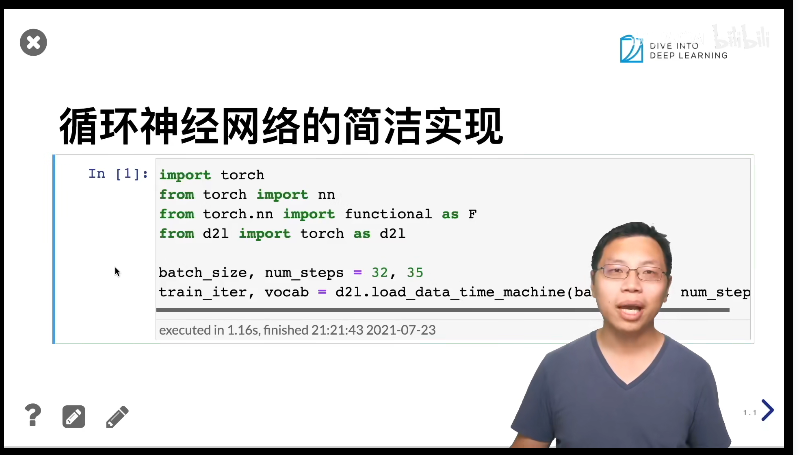 bilibili
DIVE INTO
DEEP LEARNING
循环神经网络的简洁实现
In [1]:
import torch
from torch import nn
from torch.nn import functional as F
from d2l import torch as d2l
batch_size, num_steps = 32, 35
train_iter, vocab = d2l.load_data_time_machine(ba num_step
executed in 1.16s, finished 21:21:43 2021-07-23
?
1.1